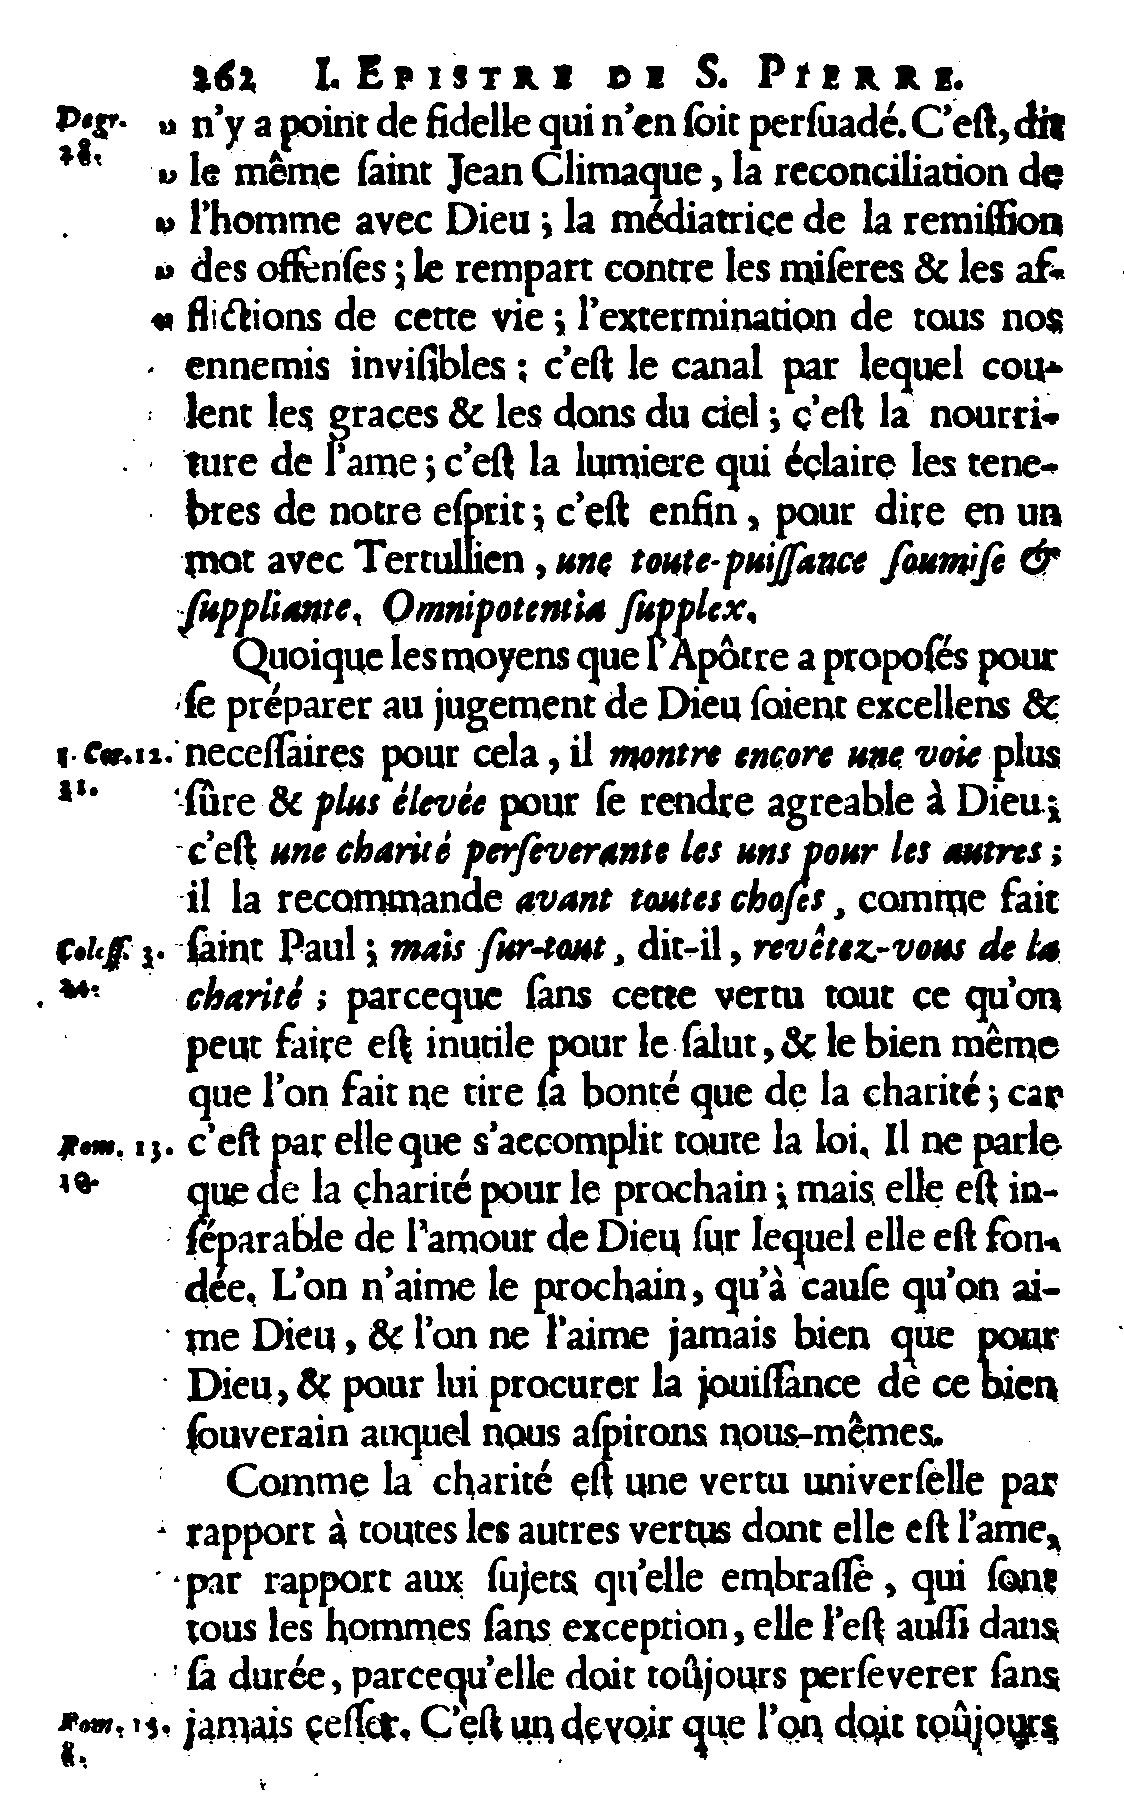 262 I. EPISTRE DE S. PIERRE.
Degr. 28. » n'y a point de fidelle qui n'en ſoit perſuadé. C'eſt, dit
» le même ſaint Jean Climaque, la reconciliation de
» l'homme avec Dieu ; la médiatrice de la remiſſion
» des offenſes ; le rempart contre les miſeres & les af-
« flictions de cette vie ; l'extermination de tous nos
ennemis inviſibles ; c'eſt le canal par lequel cou-
lent les graces & les dons du ciel ; c'eſt la nourri-
ture de l'ame ; c'eſt la lumiere qui éclaire les tene-
bres de notre eſprit ; c'eſt enfin, pour dire en un
mot avec Tertullien, une toute-puiſſance ſoumiſe &
ſuppliante. Omnipotentia ſupplex.
Quoique les moyens que l'Apôtre a propoſés pour
ſe préparer au jugement de Dieu ſoient excellens &
1. Cor. 12. 31. neceſſaires pour cela, il montre encore une voie plus
ſûre & plus élevée pour ſe rendre agreable à Dieu ;
c'eſt une charité perſeverante les uns pour les autres ;
il la recommande avant toutes choſes, comme fait
Coloſſ. 3. ſaint Paul ; mais ſur-tout, dit-il, revêtez-vous de la
charité ; parceque ſans cette vertu tout ce qu'on
peut faire eſt inutile pour le ſalut, & le bien même
que l'on fait ne tire ſa bonté que de la charité ; car
Rom. 13. 10. c'eſt par elle que s'accomplit toute la loi. Il ne parle
que de la charité pour le prochain ; mais elle eſt in-
ſéparable de l'amour de Dieu ſur lequel elle eſt fon-
dée. L'on n'aime le prochain, qu'à cauſe qu'on ai-
me Dieu, & l'on ne l'aime jamais bien que pour
Dieu, & pour lui procurer la jouiſſance de ce bien
ſouverain auquel nous aſpirons nous-mêmes.
Comme la charité eſt une vertu univerſelle par
rapport à toutes les autres vertus dont elle eſt l'ame,
par rapport aux ſujets qu'elle embraſſe, qui ſont
tous les hommes ſans exception, elle l'eſt auſſi dans
ſa durée, parcequ'elle doit toûjours perſeverer ſans
Rom. 13. 8. jamais ceſſer. C'eſt un devoir que l'on doit toûjours